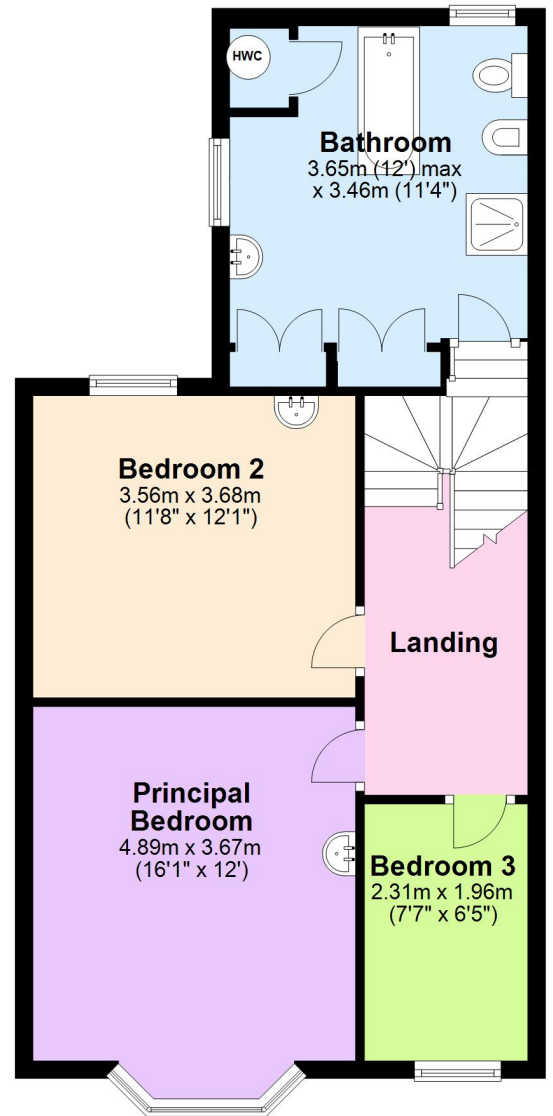 HWC
Bathroom
3.65m (12') max
x 3.46m (11'4")
Bedroom 2
3.56m x 3.68m
(11'8" x 12'1")
Landing
Principal
Bedroom
4.89m x 3.67m
(16'1" x 12')
Bedroom 3
2.31m x 1.96m
(7'7" x 6'5")